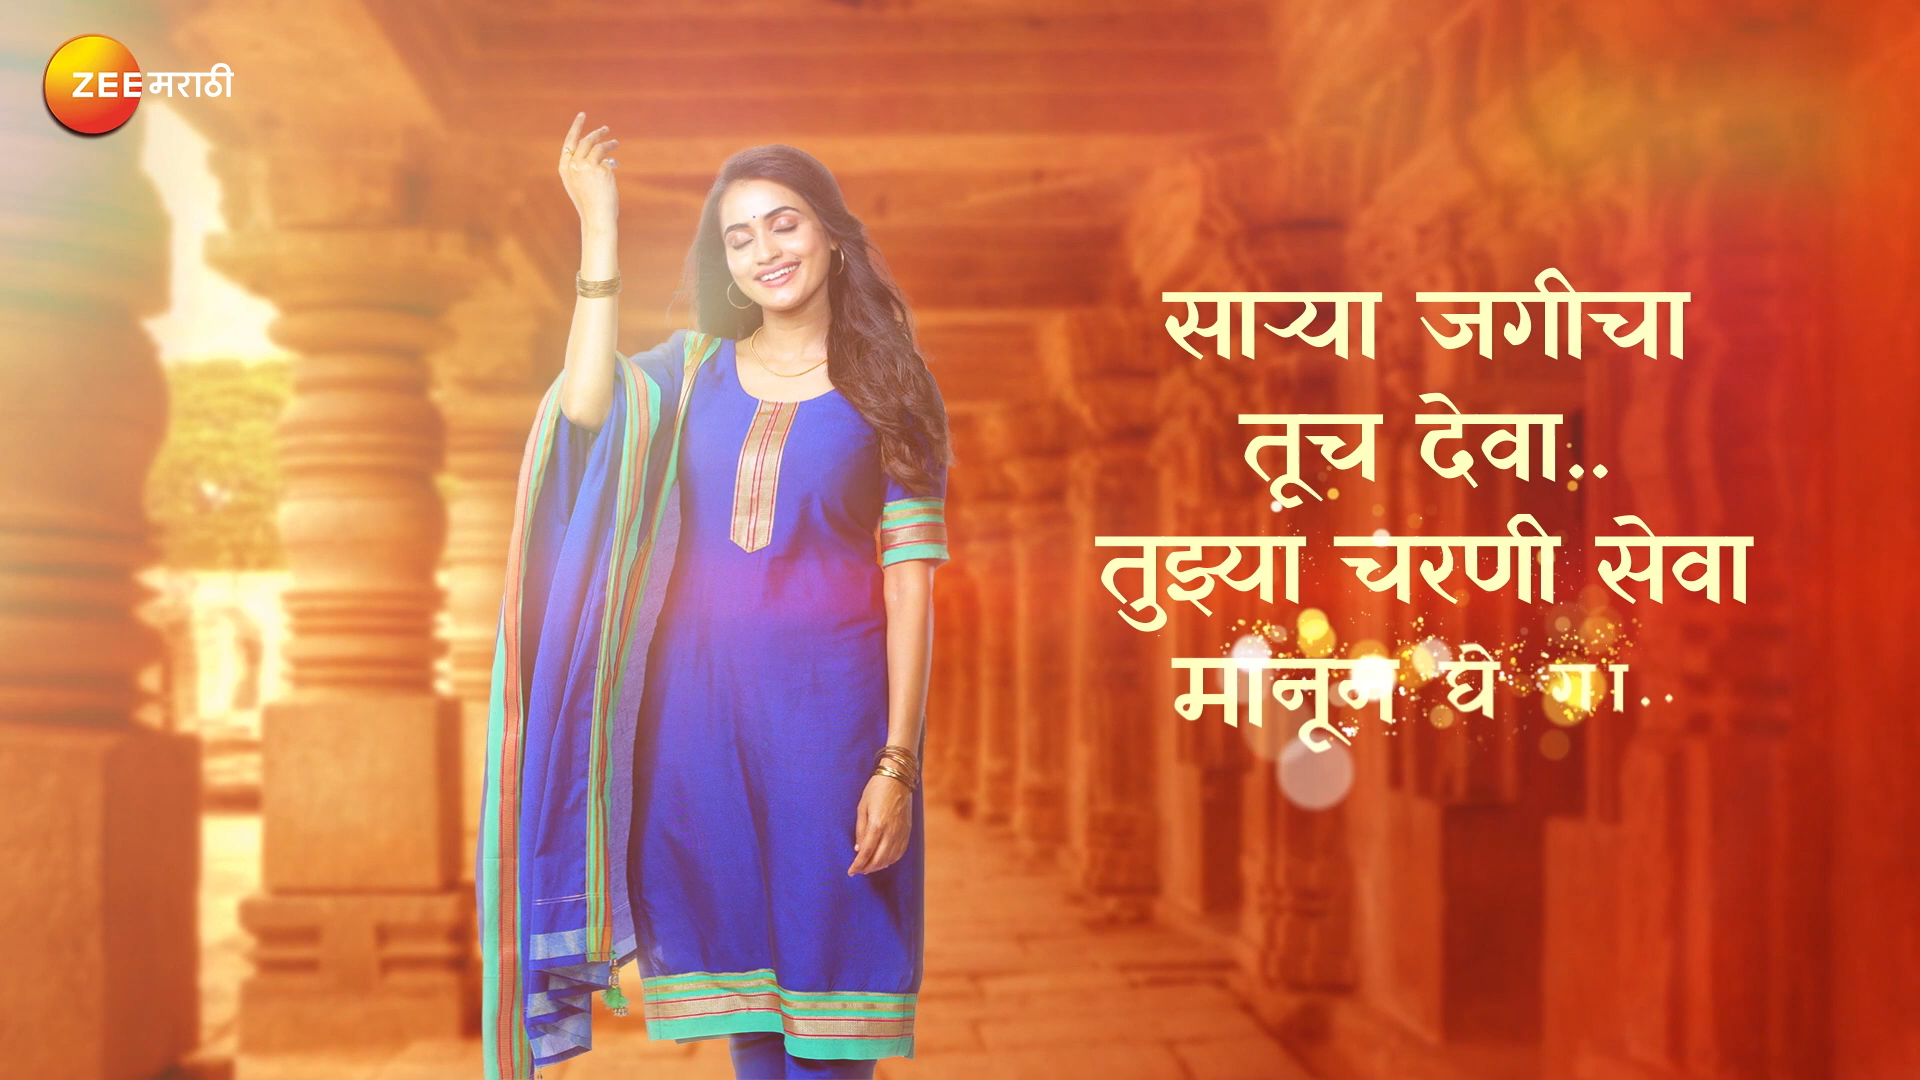 ZEE मराठी
साऱ्या जगीचा
तूच देवा..
तुझ्या चरणी सेवा
मानून घे गा..